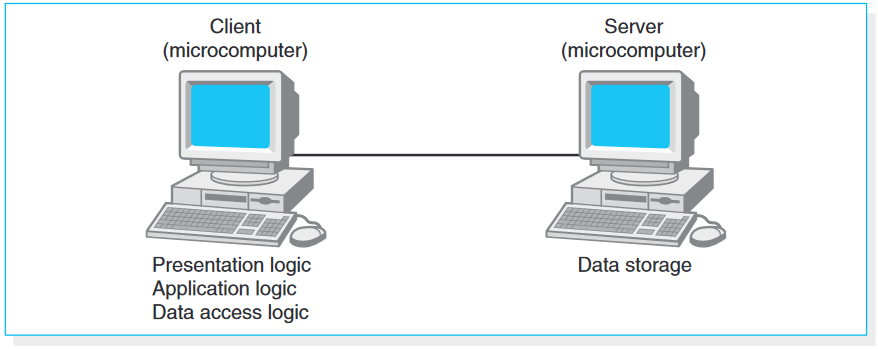 Client
(microcomputer)
Server
(microcomputer)
Presentation logic
Application logic
Data access logic
Data storage